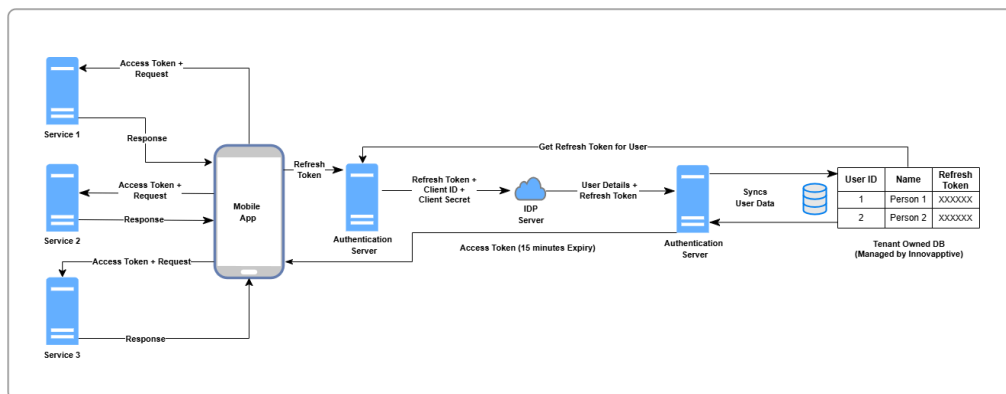 Access Token +
Request
Service 1
Response
Access Token +
Request
Response
Service 2
Access Token + Request
Response
Service 3
Mobile
App
Refresh
Token
Authentication
Server
Get Refresh Token for User
Refresh Token +
Client ID +
Client Secret
IDP
Server
User Details +
Refresh Token
Access Token (15 minutes Expiry)
Authentication
Server
Syncs
User Data
User ID Name Refresh Token
1 Person 1 XXXXXX
2 Person 2 XXXXXX
Tenant Owned DB
(Managed by Innovapptive)